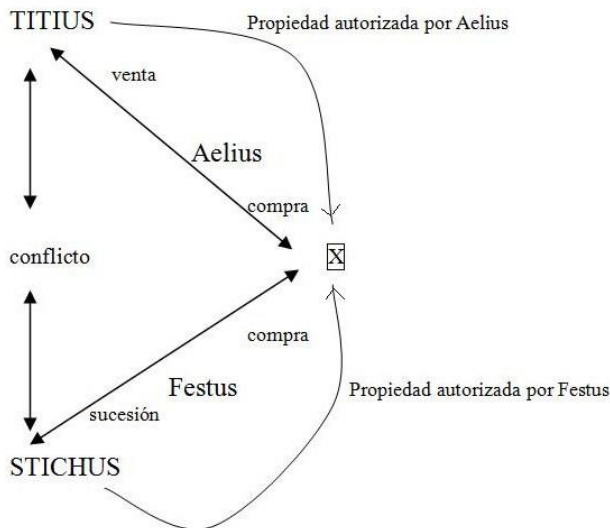 TITIUS
Propiedad autorizada por Aelius
venta
Aelius
compra
conflicto
X
compra
Festus
Propiedad autorizada por Festus
sucesión
STICHUS